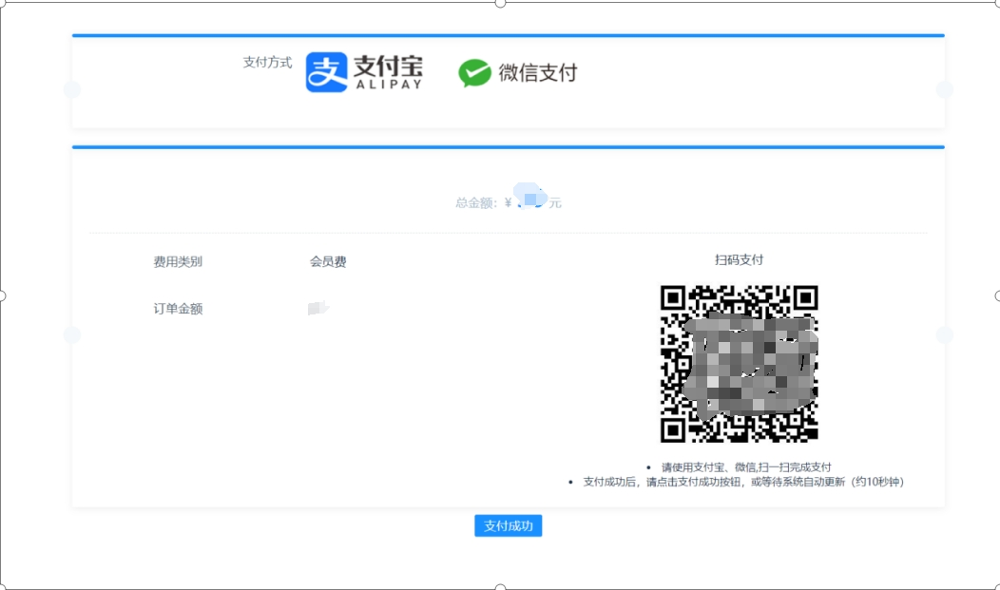 支付方式 支付宝 ALIPAY 微信支付
总金额：¥ 元
费用类别 会员费 扫码支付
订单金额
请使用支付宝、微信,扫一扫完成支付
支付成功后，请点击支付成功按钮，或等待系统自动更新（约10秒钟）
支付成功